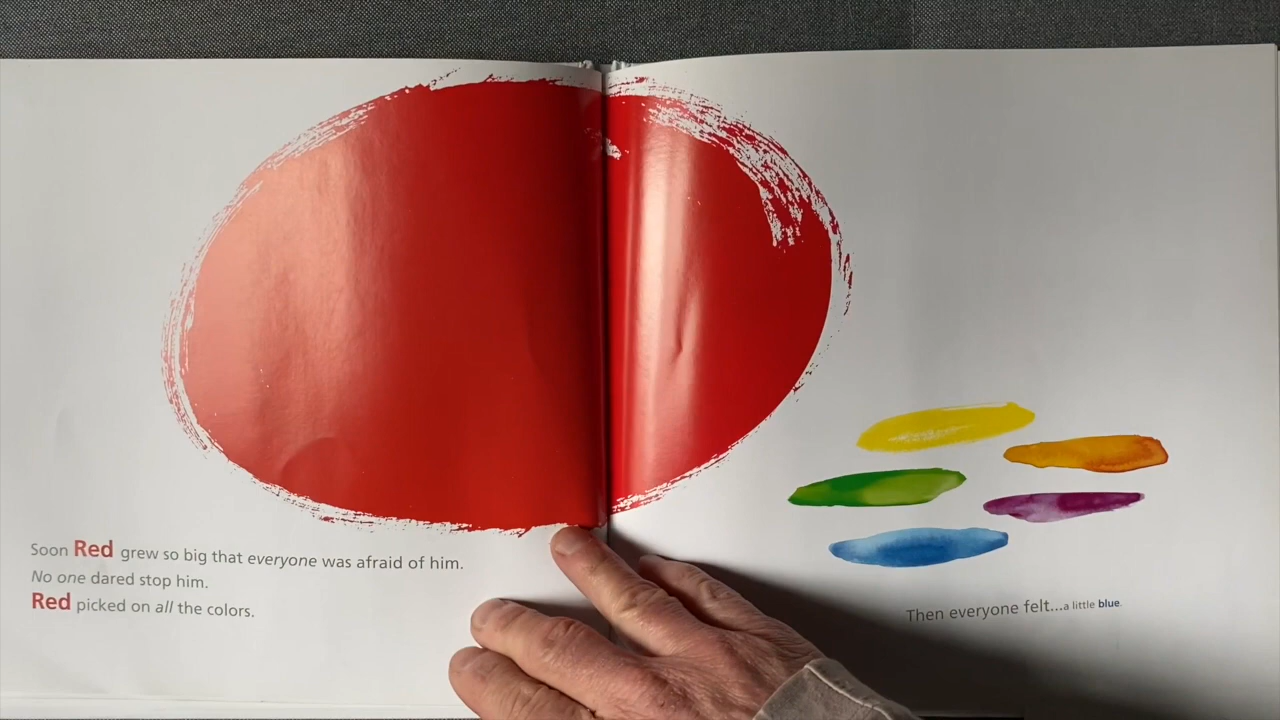 Soon Red grew so big that everyone was afraid of him.
No one dared stop him.
Red picked on all the colors.
Then everyone felt...a little blue.